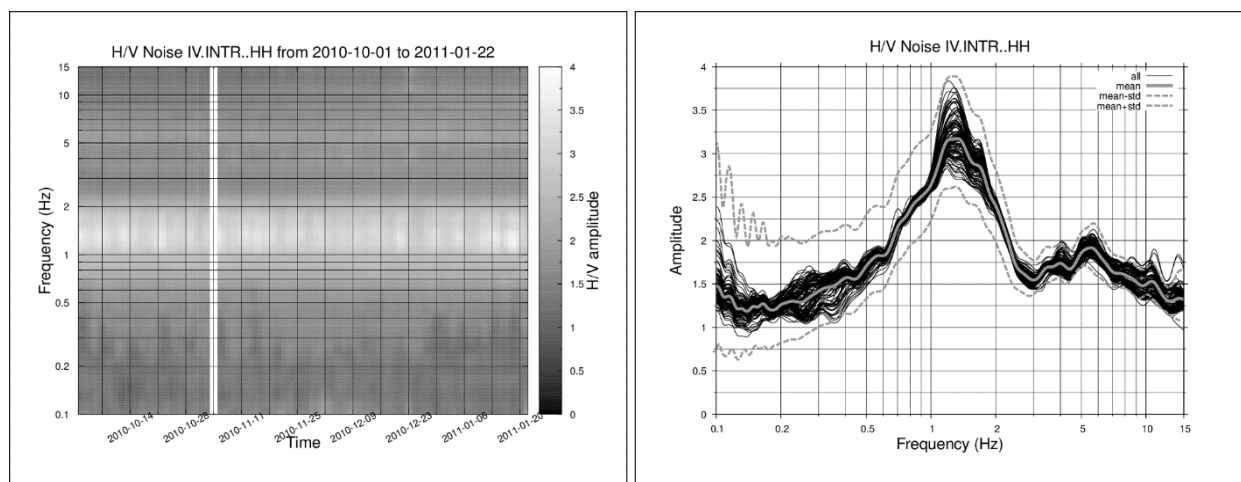 H/V Noise IV.INTR..HH from 2010-10-01 to 2011-01-22
15
10
5
2
1
0.5
0.2
0.1
Frequency (Hz)
2010-10-14
2010-10-28
2010-11-11
2010-11-25
2010-12-09
2010-12-23
2011-01-06
2011-01-20
Time
4
3.5
3
2.5
2
1.5
1
0.5
0
H/V amplitude
H/V Noise IV.INTR..HH
all
mean
mean-std
mean+std
4
3.5
3
2.5
2
1.5
1
0.5
0
Amplitude
0.1 0.2 0.5 1 2 5 10 15
Frequency (Hz)